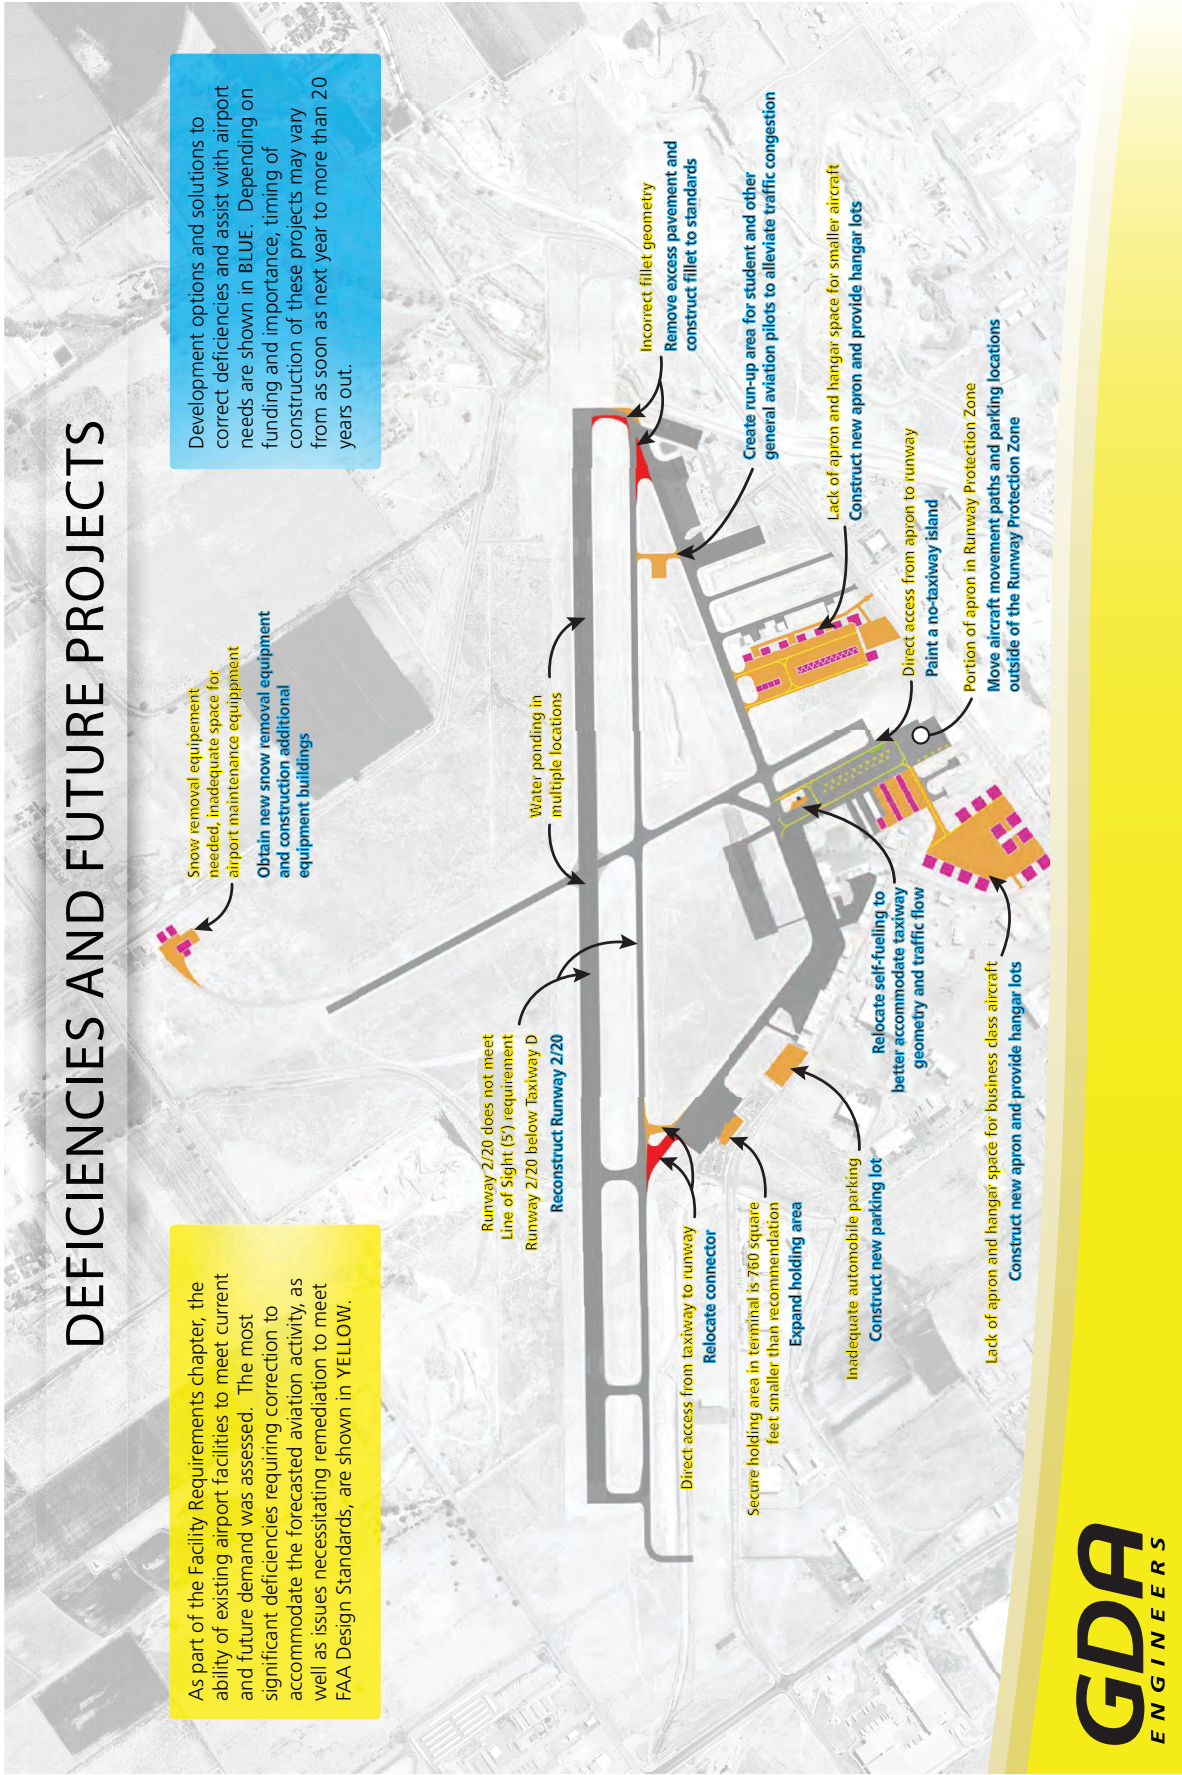 DEFICIENCIES AND FUTURE PROJECTS
As part of the Facility Requirements chapter, the
ability of existing airport facilities to meet current
and future demand was assessed. The most
significant deficiencies requiring correction to
accommodate the forecasted aviation activity, as
well as issues necessitating remediation to meet
FAA Design Standards, are shown in YELLOW.
Development options and solutions to
correct deficiencies and assist with airport
needs are shown in BLUE. Depending on
funding and importance, timing of
construction of these projects may vary
from as soon as next year to more than 20
years out.
Snow removal equipement
needed, inadequate space for
airport maintenance equippment
Obtain new snow removal equipment
and construction additional
equipment buildings
Runway 2/20 does not meet
Line of Sight (5') requirement
Runway 2/20 below Taxiway D
Reconstruct Runway 2/20
Water ponding in
multiple locations
Incorrect fillet geometry
Remove excess pavement and
construct fillet to standards
Create run-up area for student and other
general aviation pilots to alleviate traffic congestion
Lack of apron and hangar space for smaller aircraft
Construct new apron and provide hangar lots
Direct access from apron to runway
Paint a no-taxiway island
Portion of apron in Runway Protection Zone
Move aircraft movement paths and parking locations
outside of the Runway Protection Zone
Direct access from taxiway to runway
Relocate connector
Secure holding area in terminal is 760 square
feet smaller than recommendation
Expand holding area
Inadequate automobile parking
Construct new parking lot
Relocate self-fueling to
better accommodate taxiway
geometry and traffic flow
Lack of apron and hangar space for business class aircraft
Construct new apron and provide hangar lots
GDA
ENGINEERS